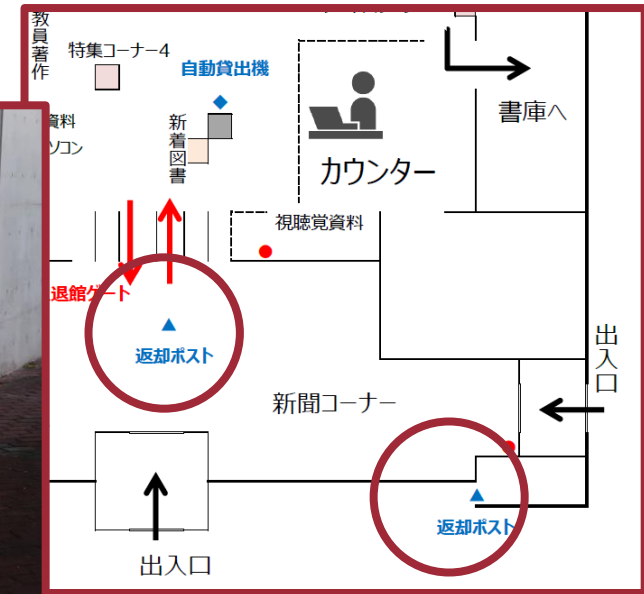 教員著作
特集コーナー4
自動貸出機
書庫へ
資料
ソコン
新着図書
カウンター
視聴覚資料
退館ゲート
返却ポスト
出入口
新聞コーナー
返却ポスト
出入口